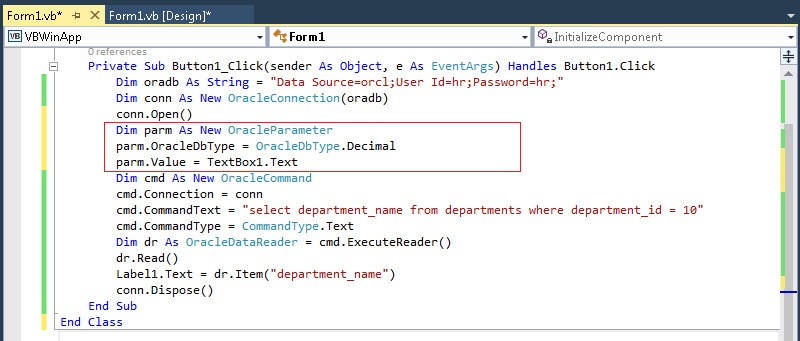 Form1.vb* Form1.vb [Design]*
VB VBWinApp Form1 InitializeComponent
0 references
Private Sub Button1_Click(sender As Object, e As EventArgs) Handles Button1.Click
Dim oradb As String = "Data Source=orcl;User Id=hr;Password=hr;"
Dim conn As New OracleConnection(oradb)
conn.Open()
Dim parm As New OracleParameter
parm.OracleDbType = OracleDbType.Decimal
parm.Value = TextBox1.Text
Dim cmd As New OracleCommand
cmd.Connection = conn
cmd.CommandText = "select department_name from departments where department_id = 10"
cmd.CommandType = CommandType.Text
Dim dr As OracleDataReader = cmd.ExecuteReader()
dr.Read()
Label1.Text = dr.Item("department_name")
conn.Dispose()
End Sub
End Class